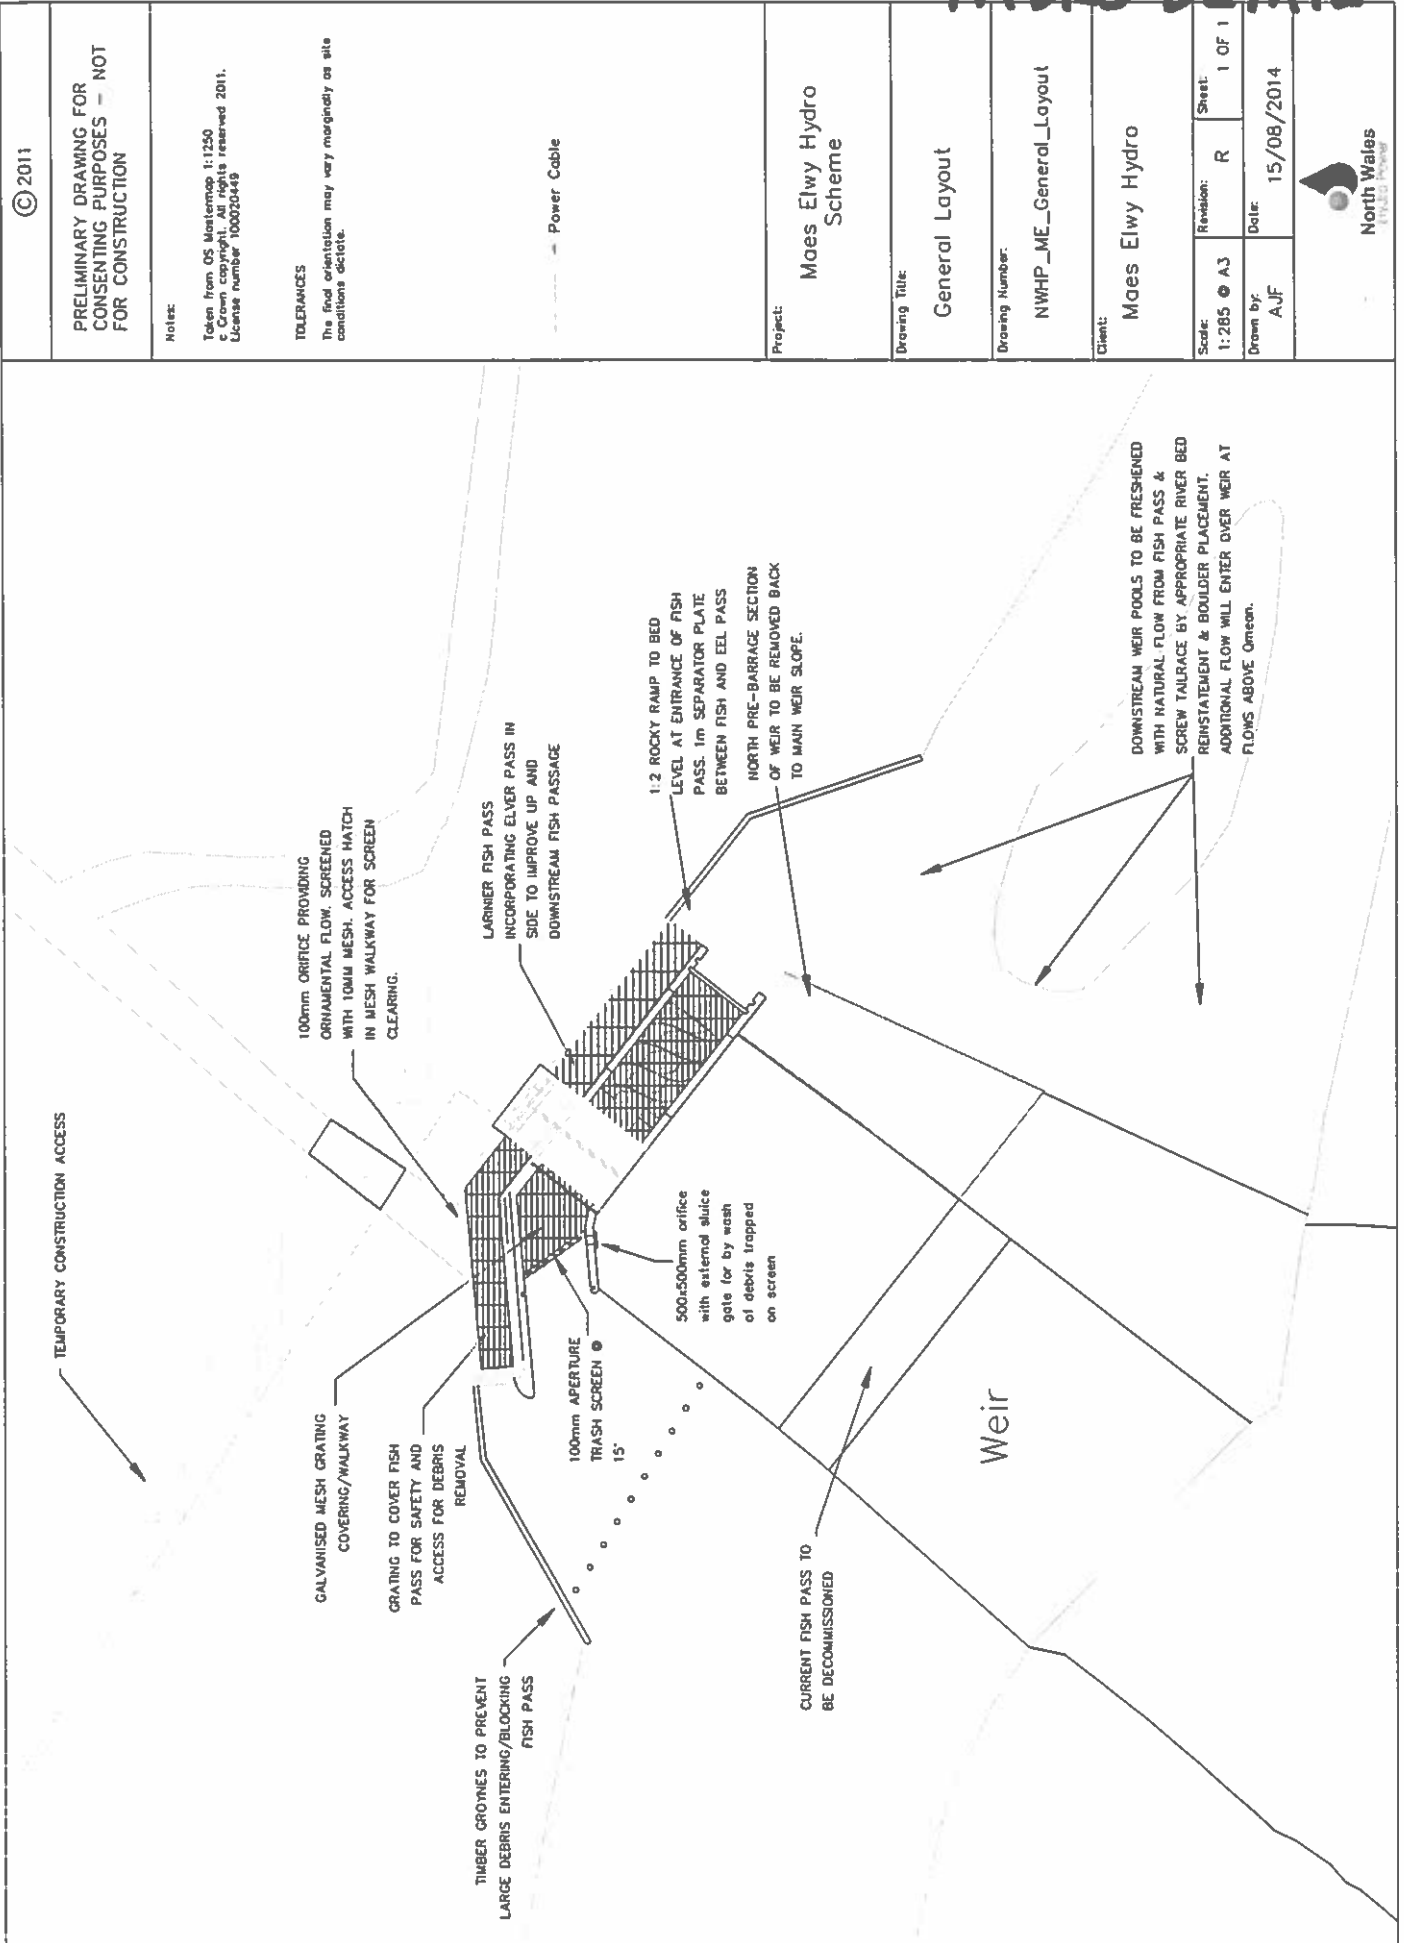 © 2011
PRELIMINARY DRAWING FOR
CONSENTING PURPOSES – NOT
FOR CONSTRUCTION
Notes:
Taken from OS Mastermap 1:1250
c Crown copyright. All rights reserved 2011.
License number 100020449
TOLERANCES
The final orientation may vary marginally as site
conditions dictate.
Power Cable
Project:
Maes Elwy Hydro
Scheme
Drawing Title:
General Layout
Drawing Number:
NWHP_ME_General_Layout
Client:
Maes Elwy Hydro
Scale:
1:285 @ A3
Revision:
R
Sheet:
1 OF 1
Drawn by:
AJF
Date:
15/08/2014
North Wales
Hydro Power
TEMPORARY CONSTRUCTION ACCESS
100mm ORIFICE PROVIDING
ORNAMENTAL FLOW. SCREENED
WITH 10MM MESH. ACCESS HATCH
IN MESH WALKWAY FOR SCREEN
CLEARING.
GALVANISED MESH GRATING
COVERING/WALKWAY
GRATING TO COVER FISH
PASS FOR SAFETY AND
ACCESS FOR DEBRIS
REMOVAL
LARINIER FISH PASS
INCORPORATING ELVER PASS IN
SIDE TO IMPROVE UP AND
DOWNSTREAM FISH PASSAGE
TIMBER GROYNES TO PREVENT
LARGE DEBRIS ENTERING/BLOCKING
FISH PASS
100mm APERTURE
TRASH SCREEN @
15°
500x500mm orifice
with external sluice
gate for by wash
of debris trapped
on screen
1:2 ROCKY RAMP TO BED
LEVEL AT ENTRANCE OF FISH
PASS. 1m SEPARATOR PLATE
BETWEEN FISH AND EEL PASS
NORTH PRE-BARRAGE SECTION
OF WEIR TO BE REMOVED BACK
TO MAIN WEIR SLOPE.
CURRENT FISH PASS TO
BE DECOMMISSIONED
Weir
DOWNSTREAM WEIR POOLS TO BE FRESHENED
WITH NATURAL FLOW FROM FISH PASS &
SCREW TAILRACE BY APPROPRIATE RIVER BED
REINSTATEMENT & BOULDER PLACEMENT.
ADDITIONAL FLOW WILL ENTER OVER WEIR AT
FLOWS ABOVE Qmean.